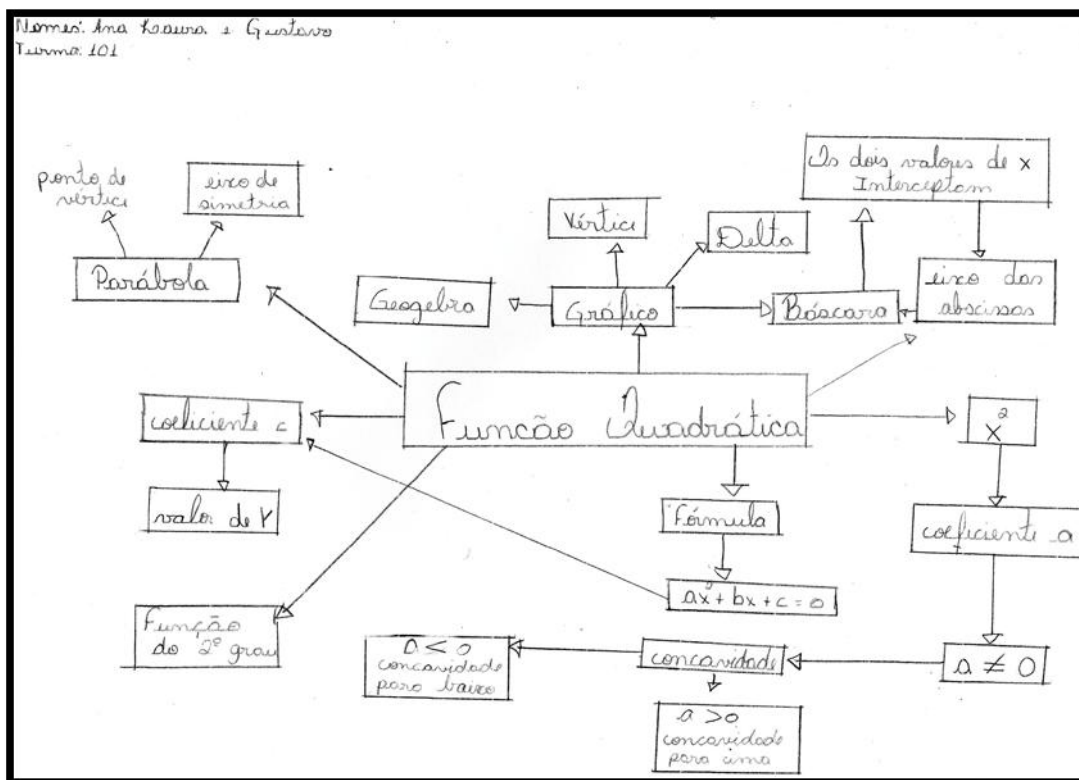 Nomes: Ana Laura e Gustavo
Turma: 101
Os dois valores de x
Interceptam
ponto de
vértice
eixo de
simetria
Vértice
Delta
Parábola
Geogebra
Gráfico
Báscara
eixo das
abscissas
coeficiente c
Função Quadrática
x²
valor de Y
Fórmula
coeficiente a
ax²+bx+c=0
Função
do 2º grau
a<0
concavidade
para baixo
concavidade
a ≠ 0
a >0
concavidade
para cima